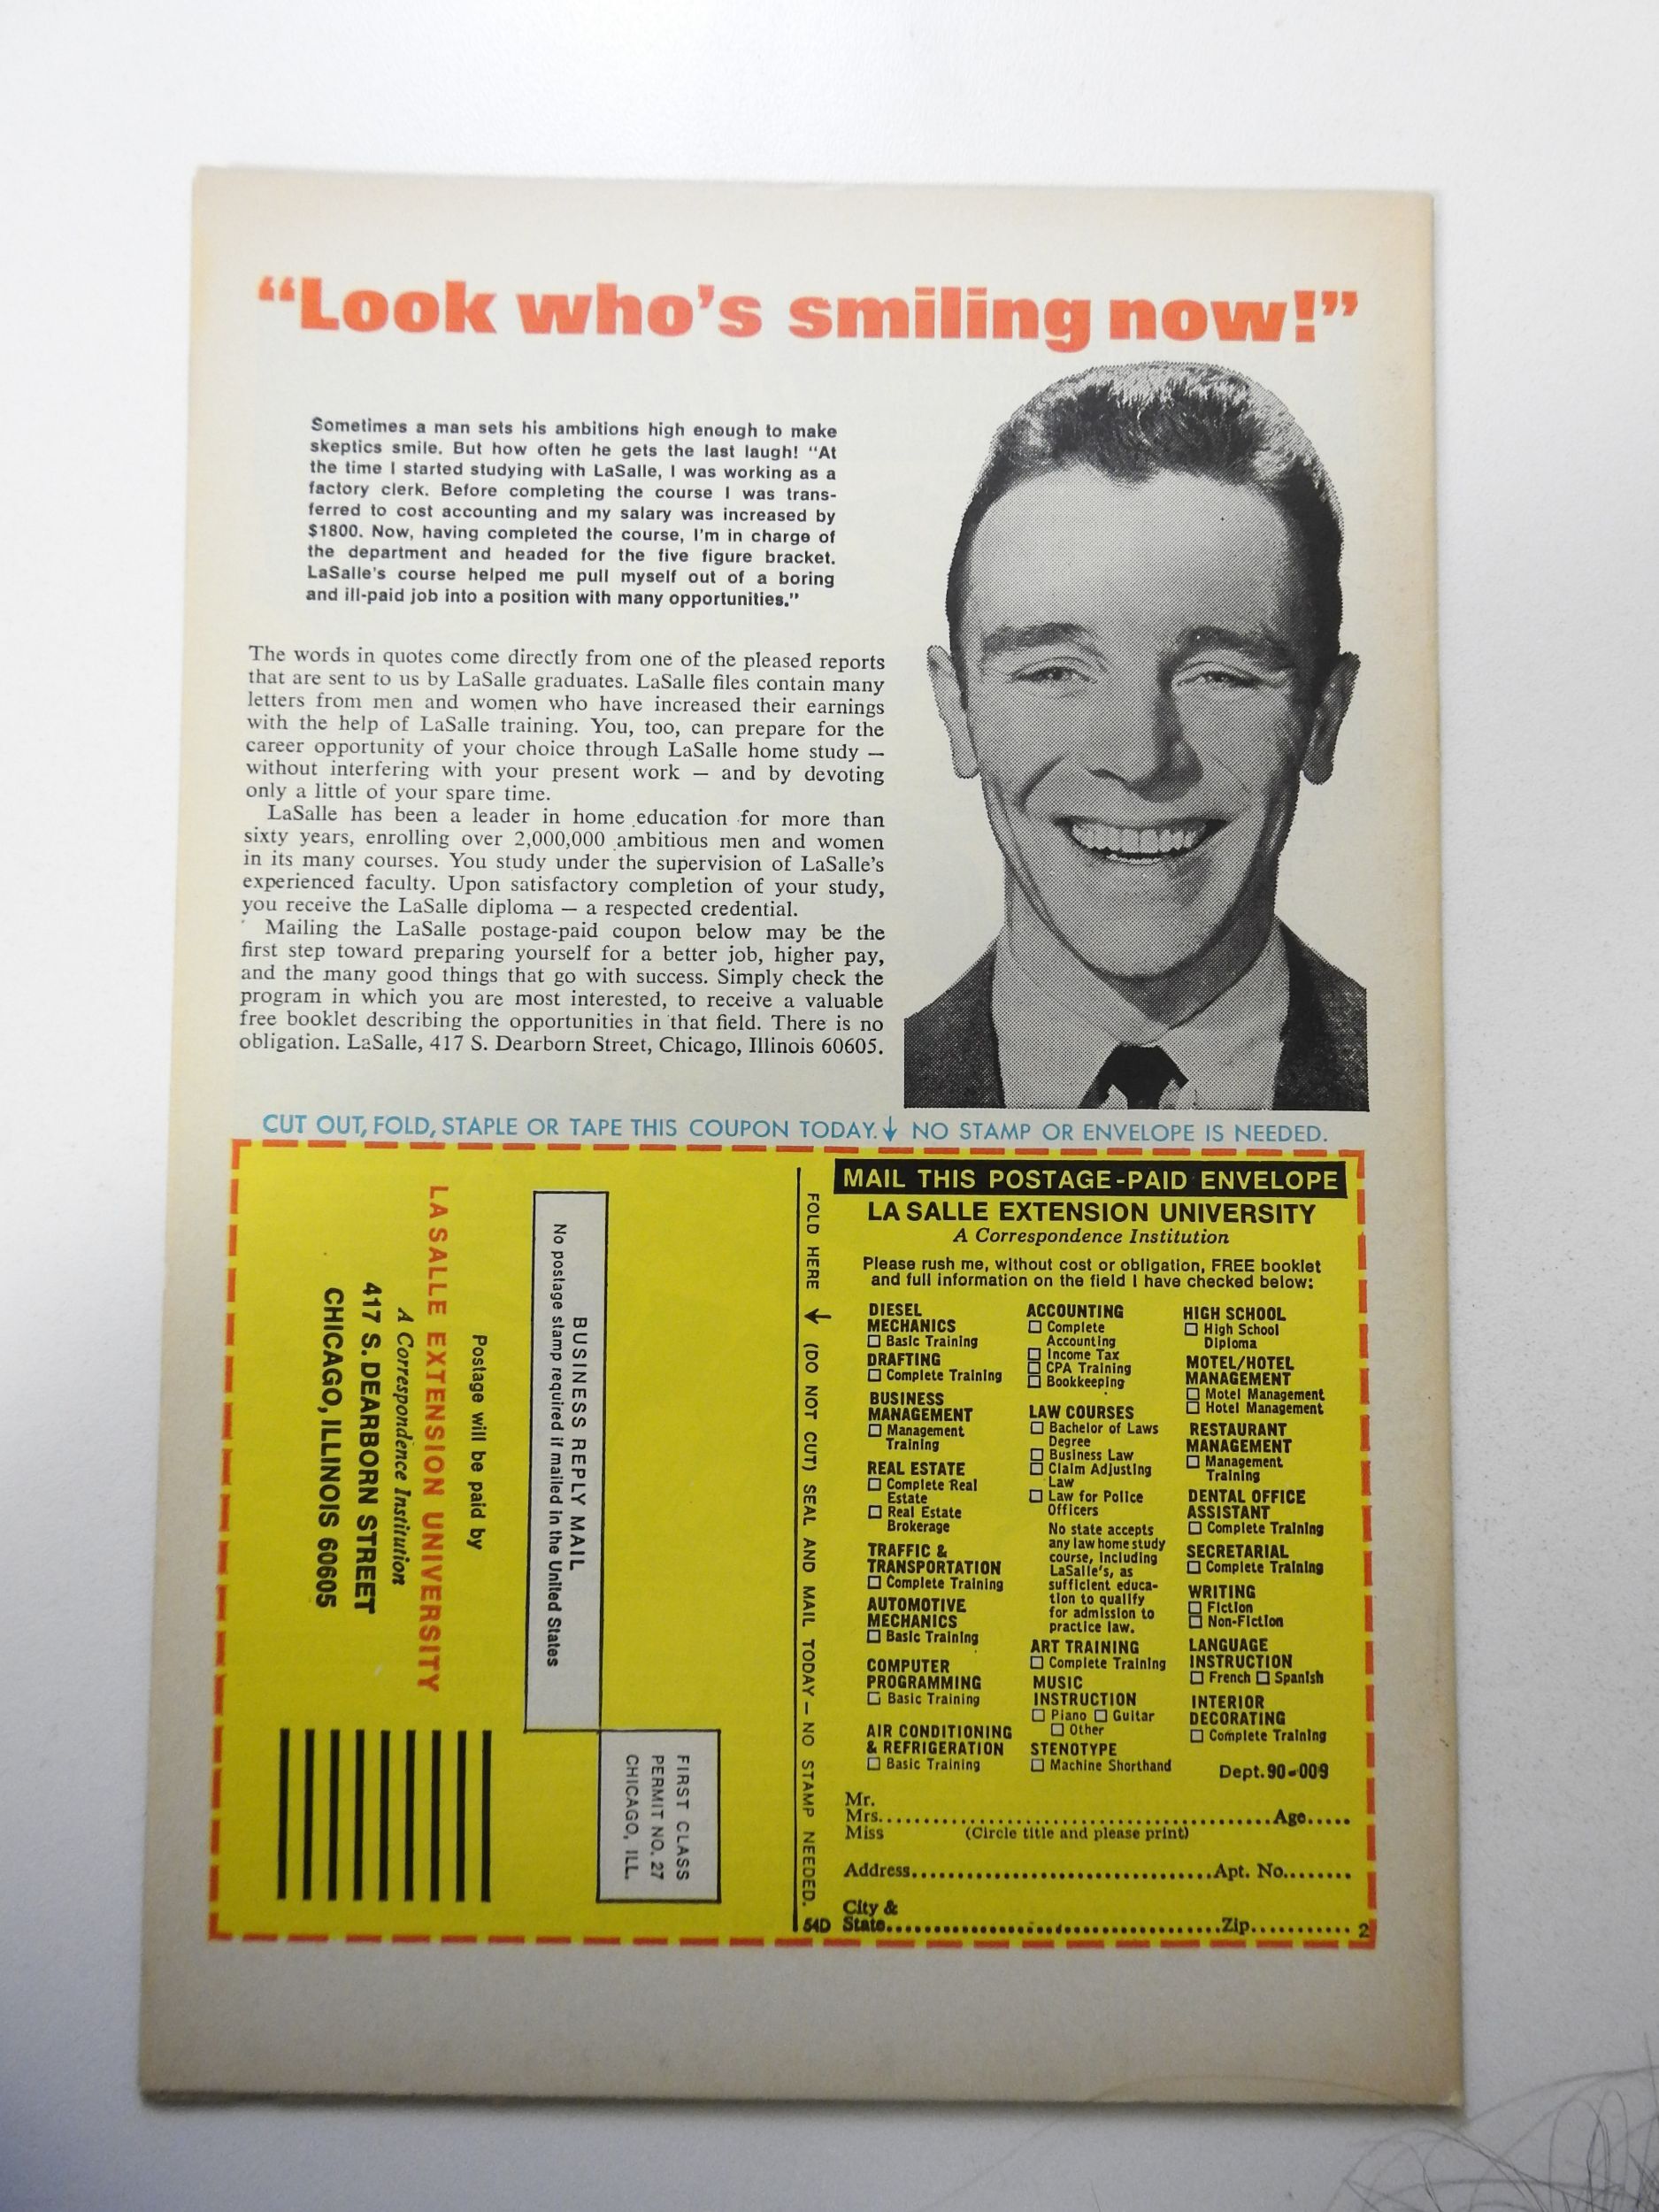 “Look who’s smiling now!”
Sometimes a man sets his ambitions high enough to make
skeptics smile. But how often he gets the last laugh! “At
the time I started studying with LaSalle, I was working as a
factory clerk. Before completing the course I was trans-
ferred to cost accounting and my salary was increased by
$1800. Now, having completed the course, I’m in charge of
the department and headed for the five figure bracket.
LaSalle’s course helped me pull myself out of a boring
and ill-paid job into a position with many opportunities.”
The words in quotes come directly from one of the pleased reports
that are sent to us by LaSalle graduates. LaSalle files contain many
letters from men and women who have increased their earnings
with the help of LaSalle training. You, too, can prepare for the
career opportunity of your choice through LaSalle home study —
without interfering with your present work — and by devoting
only a little of your spare time.
LaSalle has been a leader in home education for more than
sixty years, enrolling over 2,000,000 ambitious men and women
in its many courses. You study under the supervision of LaSalle’s
experienced faculty. Upon satisfactory completion of your study,
you receive the LaSalle diploma — a respected credential.
Mailing the LaSalle postage-paid coupon below may be the
first step toward preparing yourself for a better job, higher pay,
and the many good things that go with success. Simply check the
program in which you are most interested, to receive a valuable
free booklet describing the opportunities in that field. There is no
obligation. LaSalle, 417 S. Dearborn Street, Chicago, Illinois 60605.
CUT OUT, FOLD, STAPLE OR TAPE THIS COUPON TODAY.↓ NO STAMP OR ENVELOPE IS NEEDED.
FIRST CLASS
PERMIT NO. 27
CHICAGO, ILL.
BUSINESS REPLY MAIL
No postage stamp required if mailed in the United States
Postage will be paid by
LA SALLE EXTENSION UNIVERSITY
A Correspondence Institution
417 S. DEARBORN STREET
CHICAGO, ILLINOIS 60605
FOLD HERE → (DO NOT CUT) SEAL AND MAIL TODAY — NO STAMP NEEDED.
54D
MAIL THIS POSTAGE-PAID ENVELOPE
LA SALLE EXTENSION UNIVERSITY
A Correspondence Institution
Please rush me, without cost or obligation, FREE booklet
and full information on the field I have checked below:
DIESEL
MECHANICS
☐ Basic Training
DRAFTING
☐ Complete Training
BUSINESS
MANAGEMENT
☐ Management
Training
REAL ESTATE
☐ Complete Real
Estate
☐ Real Estate
Brokerage
TRAFFIC &
TRANSPORTATION
☐ Complete Training
AUTOMOTIVE
MECHANICS
☐ Basic Training
COMPUTER
PROGRAMMING
☐ Basic Training
AIR CONDITIONING
& REFRIGERATION
☐ Basic Training
ACCOUNTING
☐ Complete
Accounting
☐ Income Tax
☐ CPA Training
☐ Bookkeeping
LAW COURSES
☐ Bachelor of Laws
Degree
☐ Business Law
☐ Claim Adjusting
Law
☐ Law for Police
Officers
No state accepts
any law home study
course, including
LaSalle’s, as
sufficient educa-
tion to qualify
for admission to
practice law.
ART TRAINING
☐ Complete Training
MUSIC
INSTRUCTION
☐ Piano ☐ Guitar
☐ Other
STENOTYPE
☐ Machine Shorthand
HIGH SCHOOL
☐ High School
Diploma
MOTEL/HOTEL
MANAGEMENT
☐ Motel Management
☐ Hotel Management
RESTAURANT
MANAGEMENT
☐ Management
Training
DENTAL OFFICE
ASSISTANT
☐ Complete Training
SECRETARIAL
☐ Complete Training
WRITING
☐ Fiction
☐ Non-Fiction
LANGUAGE
INSTRUCTION
☐ French ☐ Spanish
INTERIOR
DECORATING
☐ Complete Training
Dept. 90-009
Mr.
Mrs..........................................Age.....
Miss (Circle title and please print)
Address..........................................Apt. No........
City &
State..........................................Zip........... 2